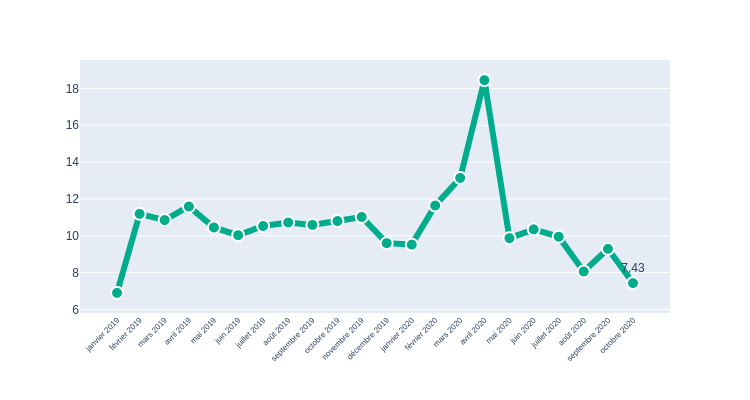 18
16
14
12
10
8
6
7,43
janvier 2019
février 2019
mars 2019
avril 2019
mai 2019
juin 2019
juillet 2019
août 2019
septembre 2019
octobre 2019
novembre 2019
décembre 2019
janvier 2020
février 2020
mars 2020
avril 2020
mai 2020
juin 2020
juillet 2020
août 2020
septembre 2020
octobre 2020